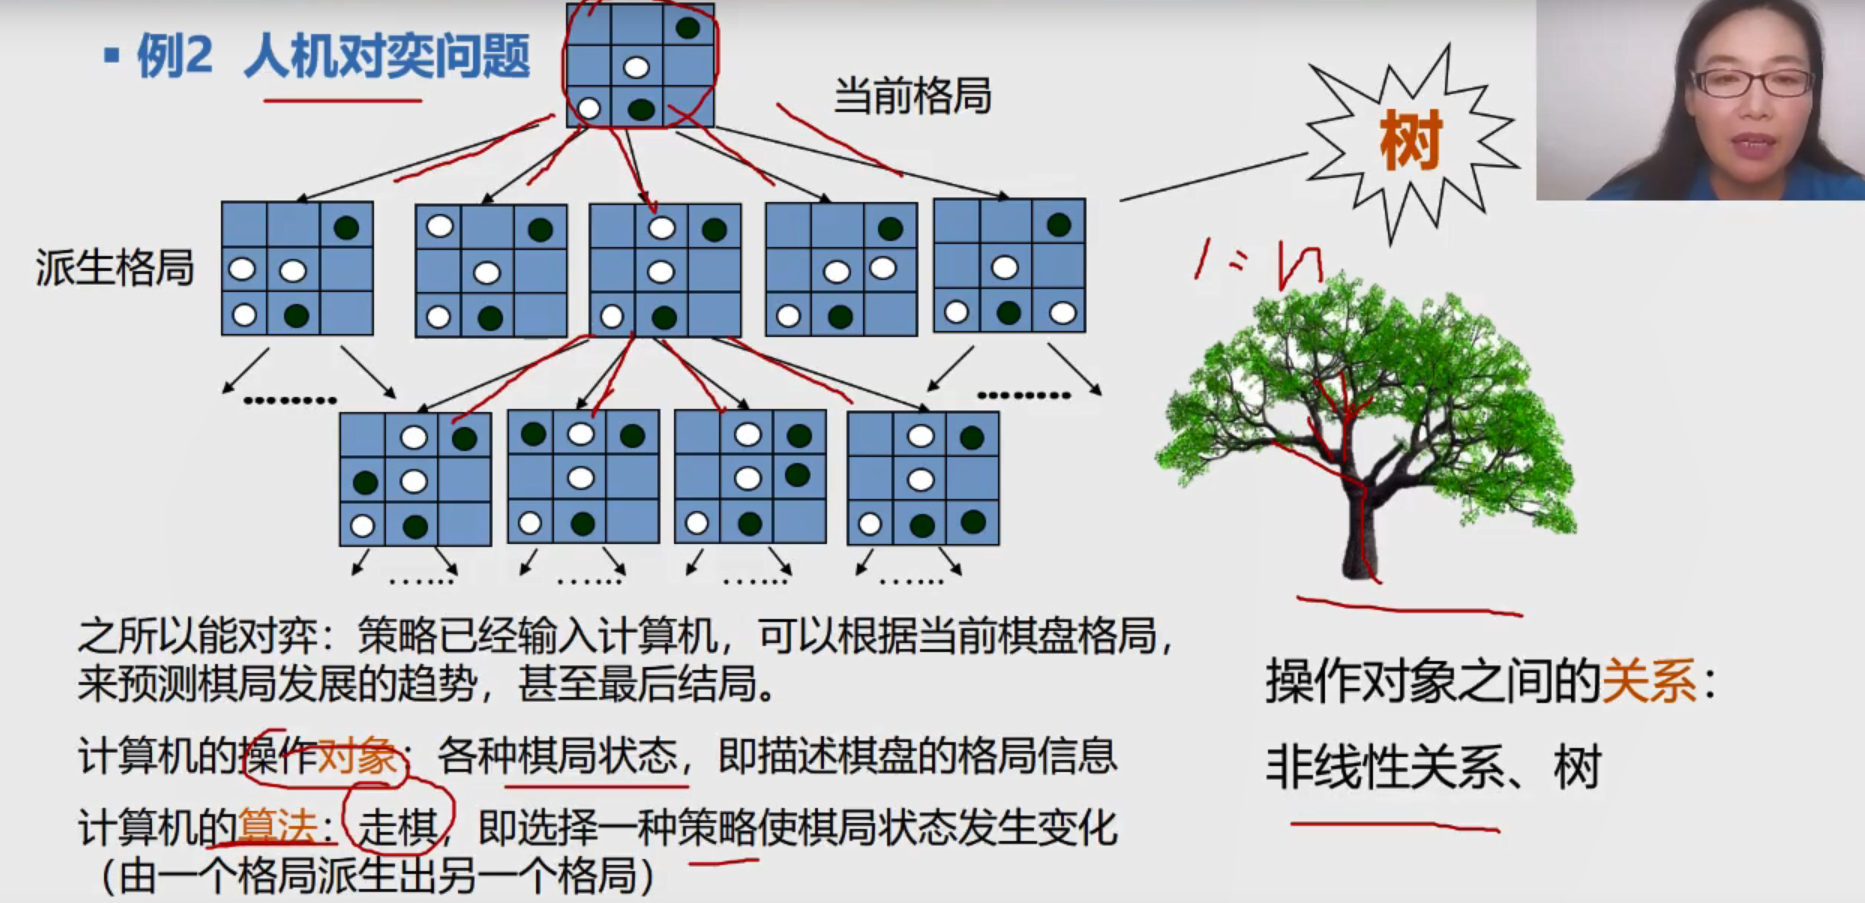 ▪ 例2 人机对弈问题
当前格局
树
派生格局
1:n
........
........
......
......
......
......
之所以能对弈：策略已经输入计算机，可以根据当前棋盘格局，
来预测棋局发展的趋势，甚至最后结局。
计算机的操作对象：各种棋局状态，即描述棋盘的格局信息
计算机的算法：走棋，即选择一种策略使棋局状态发生变化
（由一个格局派生出另一个格局）
操作对象之间的关系：
非线性关系、树